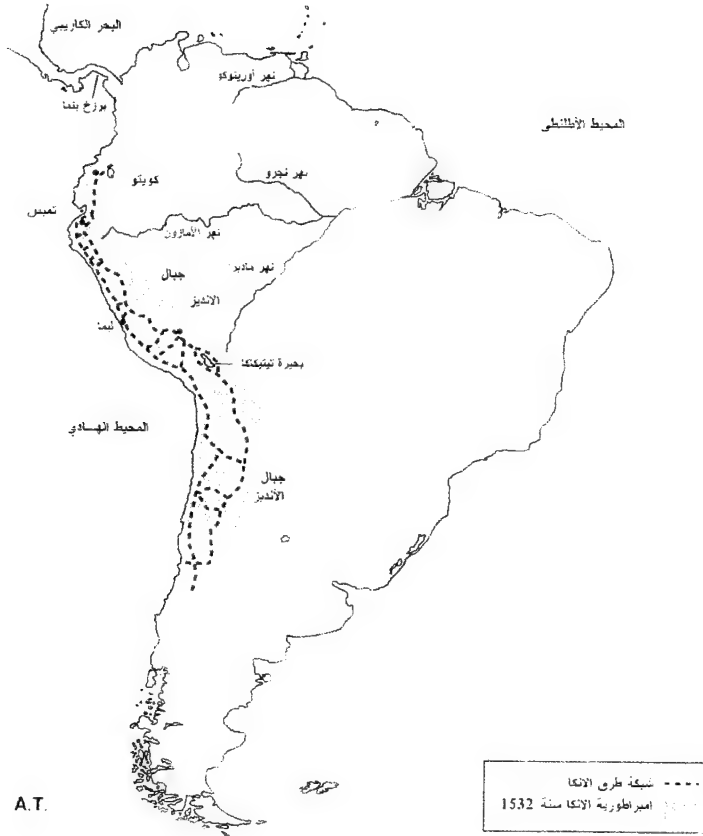 البحر الكاريبي
نهر أورينوكو
برزخ بنما
المحيط الأطلنطى
كويتو
نهر نجرو
تمبس
نهر الأمازون
جبال
الانديز
نهر ماديرا
ليما
بحيرة تيتيكاكا
المحيط الهادي
جبال
الأنديز
شبكة طرق الانكا
امبراطورية الانكا سنة 1532
A.T.